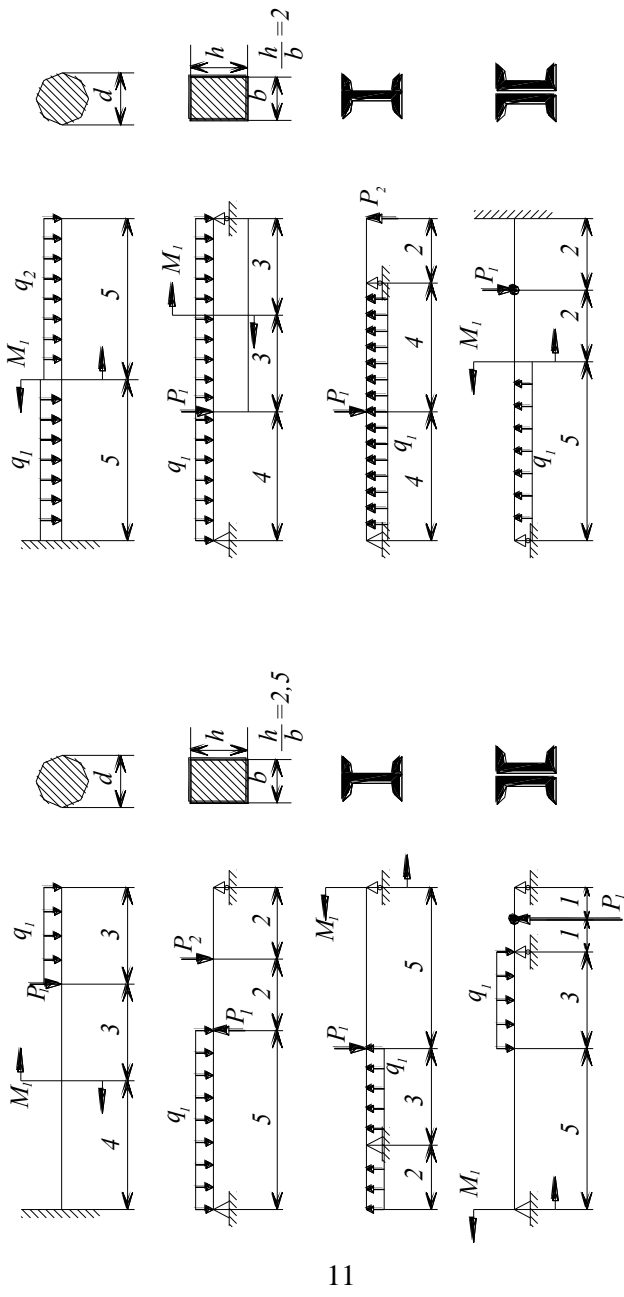 M₁ P₁ q₁
4 3 3
d
q₁ P₁ P₂
5 2 2
h
b
h/b=2,5
P₁ M₁
q₁
2 3 5
M₁ q₁
P₁
5 3 1 1
q₁ M₁ q₂
5 5
d
q₁ P₁ M₁
4 3 3
h
b
h/b=2
P₁ P₂
q₁
4 4 2
M₁ P₁
q₁
5 2 2
11